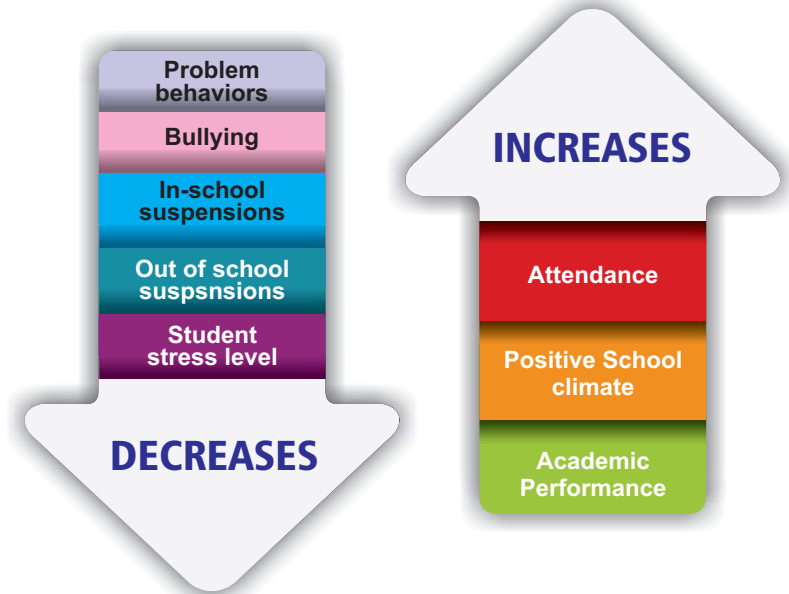 Problem
behaviors
Bullying
In-school
suspensions
Out of school
suspsnsions
Student
stress level
DECREASES
INCREASES
Attendance
Positive School
climate
Academic
Performance